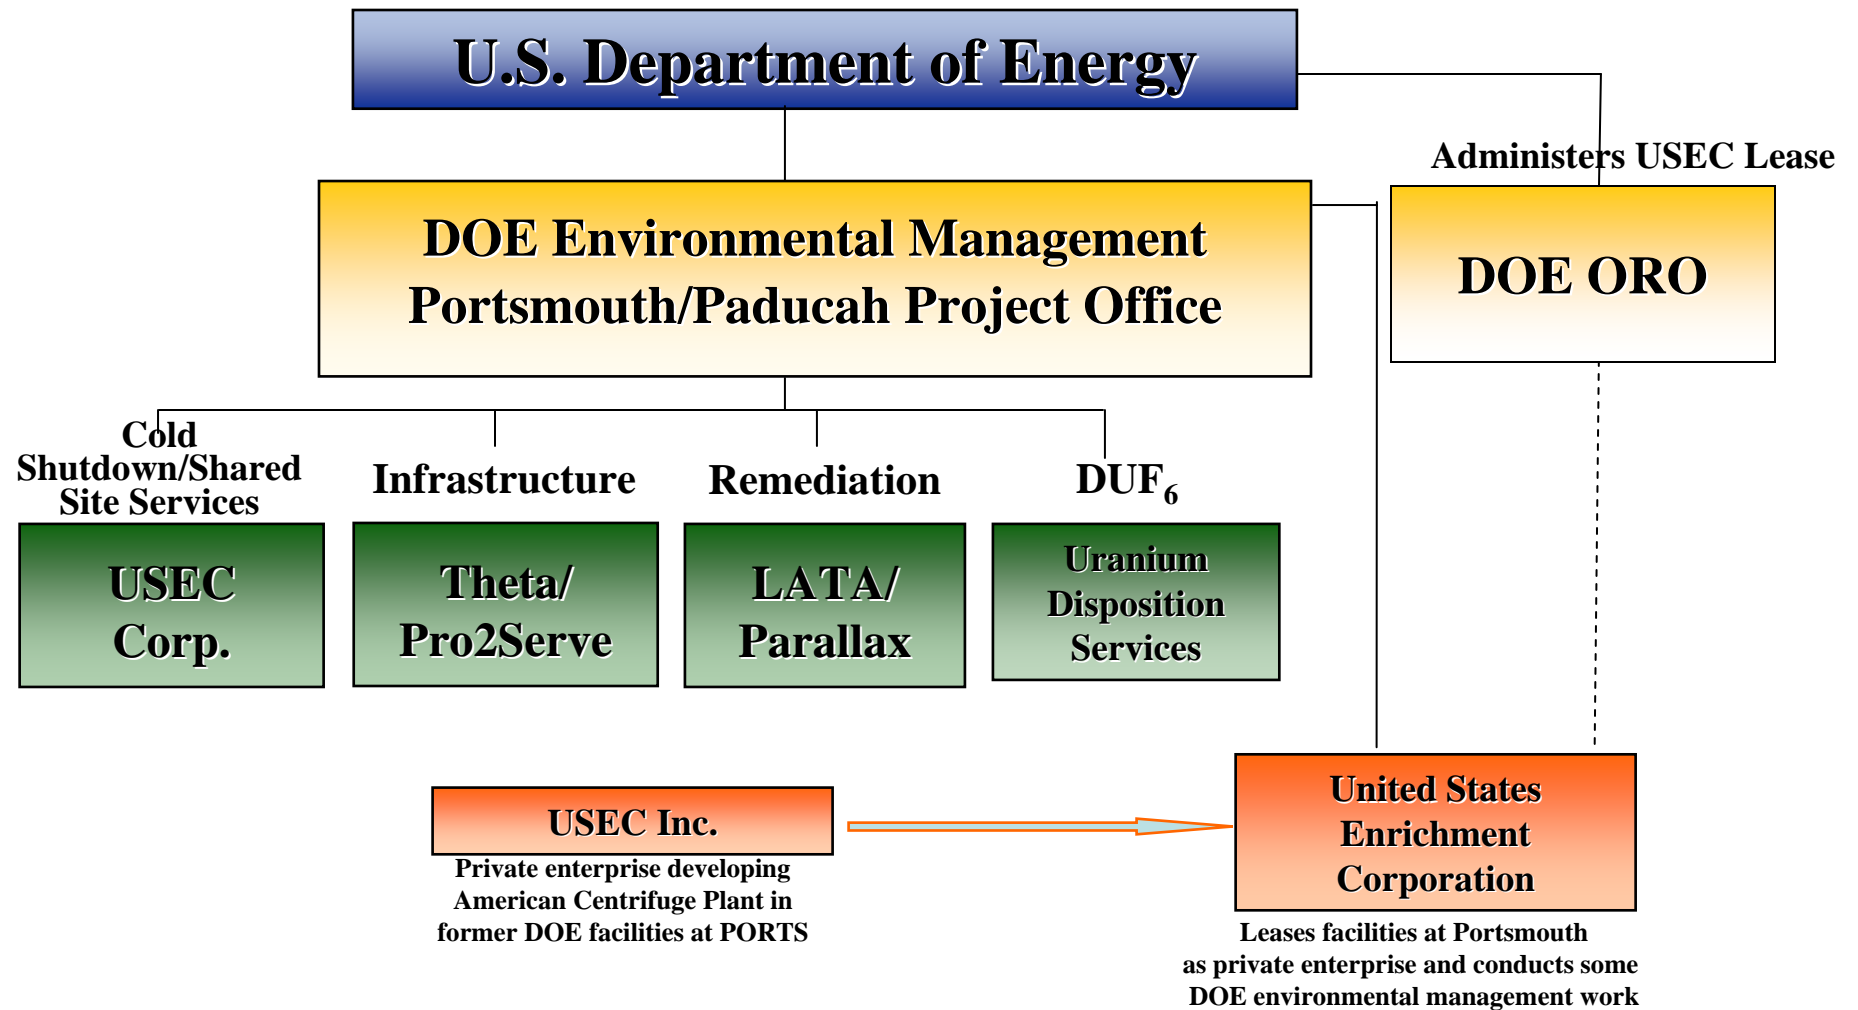 U.S. Department of Energy
Administers USEC Lease
DOE Environmental Management
Portsmouth/Paducah Project Office
DOE ORO
Cold
Shutdown/Shared
Site Services
Infrastructure
Remediation
DUF₆
USEC
Corp.
Theta/
Pro2Serve
LATA/
Parallax
Uranium
Disposition
Services
USEC Inc.
Private enterprise developing
American Centrifuge Plant in
former DOE facilities at PORTS
United States
Enrichment
Corporation
Leases facilities at Portsmouth
as private enterprise and conducts some
DOE environmental management work